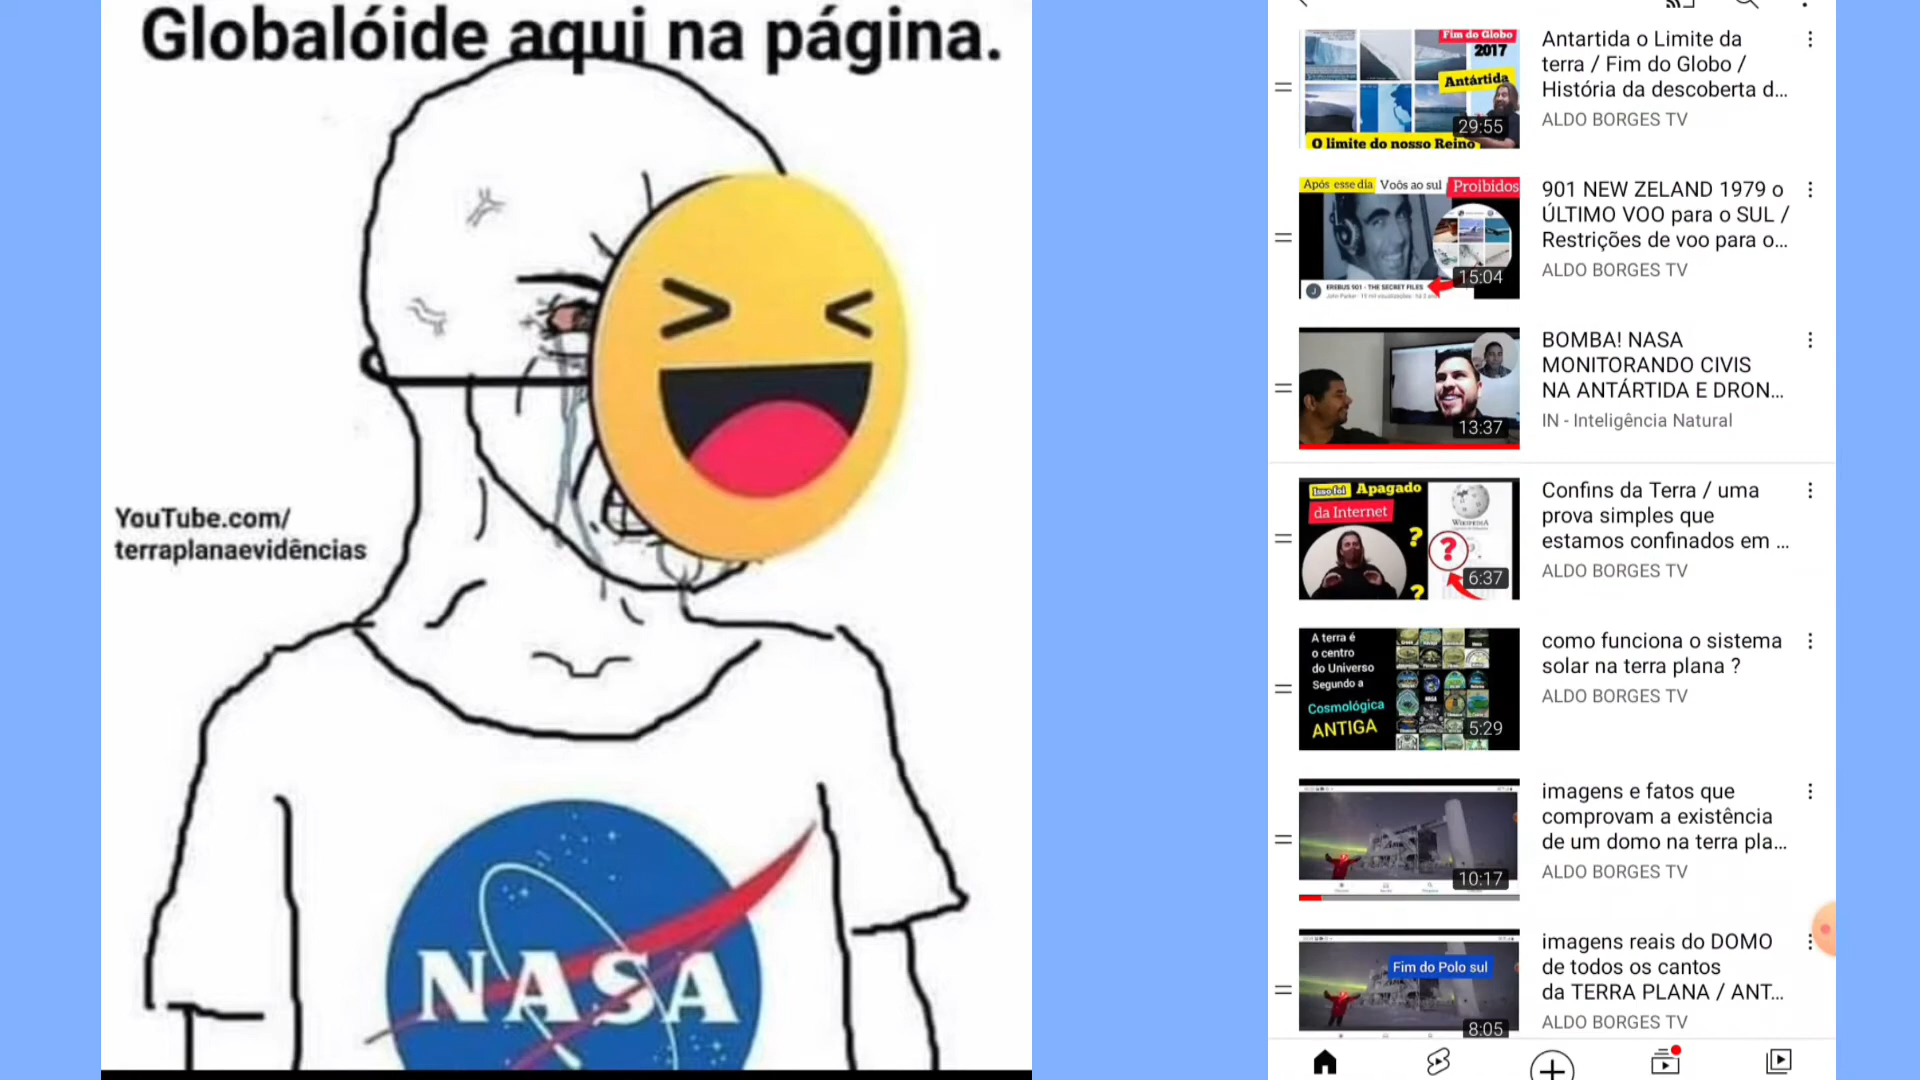 Globalóide aqui na página.
YouTube.com/
terraplanaevidências
NASA
Fim do Globo
2017
Antártida
29:55
O limite do nosso Reino
Antartida o Limite da
terra / Fim do Globo /
História da descoberta d...
ALDO BORGES TV
Após esse dia Voôs ao sul Proibidos
15:04
EREBUS 901 - THE SECRET FILES
901 NEW ZELAND 1979 o
ÚLTIMO VOO para o SUL /
Restrições de voo para o...
ALDO BORGES TV
13:37
BOMBA! NASA
MONITORANDO CIVIS
NA ANTÁRTIDA E DRON...
IN - Inteligência Natural
Isso foi Apagado
da Internet
WIKIPEDIA
?
?
?
6:37
Confins da Terra / uma
prova simples que
estamos confinados em ...
ALDO BORGES TV
A terra é
o centro
do Universo
Segundo a
Cosmológica
ANTIGA
5:29
como funciona o sistema
solar na terra plana ?
ALDO BORGES TV
10:17
imagens e fatos que
comprovam a existência
de um domo na terra pla...
ALDO BORGES TV
Fim do Polo sul
8:05
imagens reais do DOMO
de todos os cantos
da TERRA PLANA / ANT...
ALDO BORGES TV